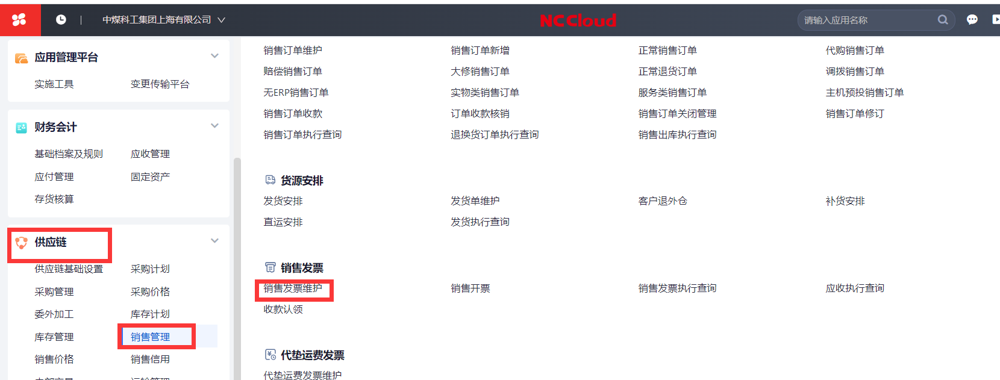 中煤科工集团上海有限公司
NC Cloud
请输入应用名称
应用管理平台
实施工具 变更传输平台
财务会计
基础档案及规则 应收管理
应付管理 固定资产
存货核算
供应链
供应链基础设置 采购计划
采购管理 采购价格
委外加工 库存计划
库存管理 销售管理
销售价格 销售信用
销售订单维护 销售订单新增 正常销售订单 代购销售订单
赔偿销售订单 大修销售订单 正常退货订单 调拨销售订单
无ERP销售订单 实物类销售订单 服务类销售订单 主机预投销售订单
销售订单收款 订单收款核销 销售订单关闭管理 销售订单修订
销售订单执行查询 退换货订单执行查询 销售出库执行查询
货源安排
发货安排 发货单维护 客户退外仓 补货安排
直运安排 发货执行查询
销售发票
销售发票维护 销售开票 销售发票执行查询 应收执行查询
收款认领
代垫运费发票
代垫运费发票维护